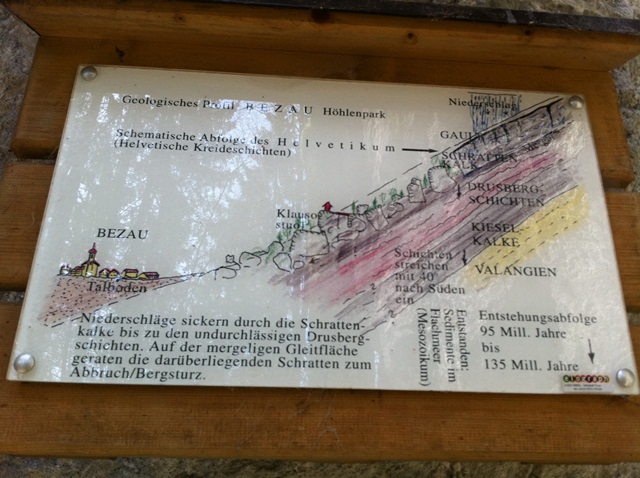 Geologisches Profil B E Z A U Höhlenpark
Niederschlag
Schematische Abfolge des H e l v e t i k u m
(Helvetische Kreideschichten)
GAULT
SCHRATTEN-
KALK
DRUSBERG-
SCHICHTEN
Klausbe
stuol
KIESEL-
KALKE
BEZAU
Talboden
Schichten
streichen
mit 40°
nach Süden
ein
VALANGIEN
Niederschläge sickern durch die Schratten-
kalke bis zu den undurchlässigen Drusberg-
schichten. Auf der mergeligen Gleitfläche
geraten die darüberliegenden Schratten zum
Abbruch/Bergsturz.
Entstanden:
Sedimente im
Flachmeer
(Mesozoikum)
Entstehungsabfolge
95 Mill. Jahre
bis
135 Mill. Jahre